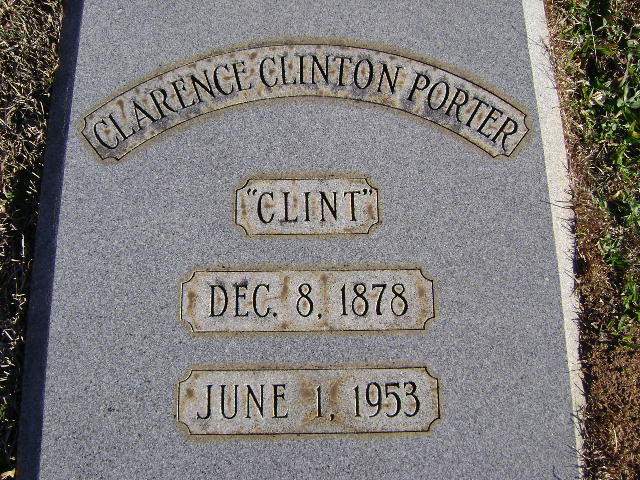 CLARENCE CLINTON PORTER
"CLINT"
DEC. 8, 1878
JUNE 1, 1953